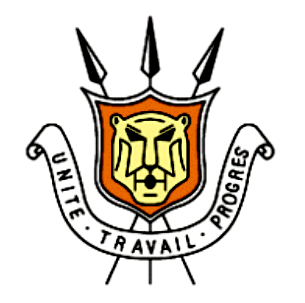 UNITE · TRAVAIL · PROGRES